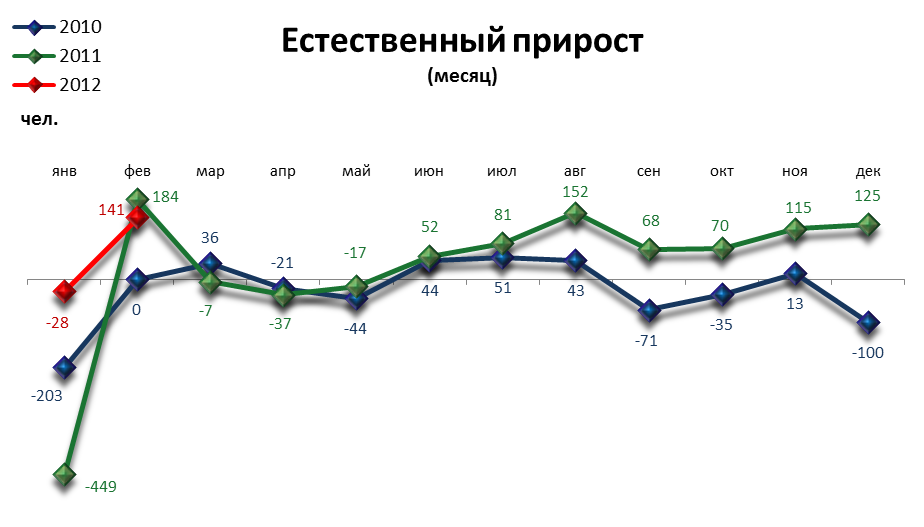 2010
2011
2012
Естественный прирост
(месяц)
чел.
янв фев мар апр май июн июл авг сен окт ноя дек
141 184 36 -21 -17 52 81 152 68 70 115 125
-28 0 -7 -37 -44 44 51 43 -71 -35 13 -100
-203
-449